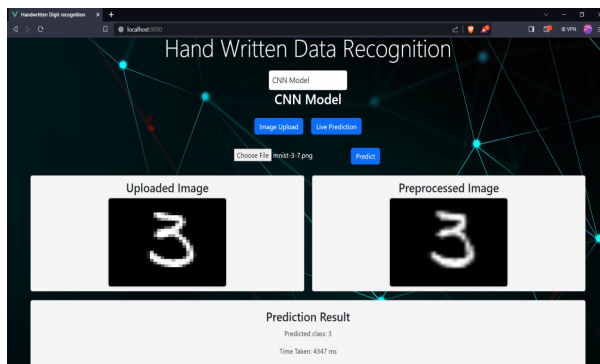 Handwritten Digit recognition
localhost:8080
VPN
Hand Written Data Recognition
CNN Model
CNN Model
Image Upload Live Prediction
Choose File mnist-3-7.png Predict
Uploaded Image Preprocessed Image
3 3
Prediction Result
Predicted class: 3
Time Taken: 4347 ms